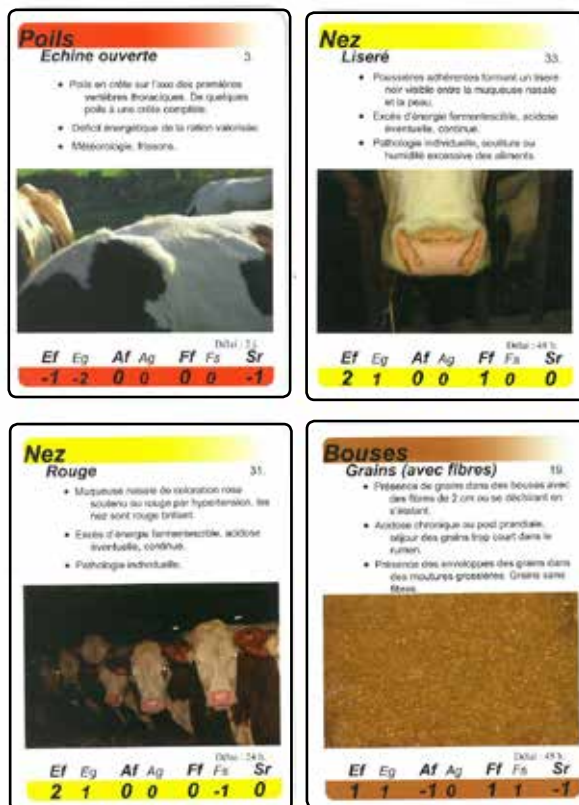 Poils
Echine ouverte 3.
• Poils en crête sur l'axe des premières
vertèbres thoraciques. De quelques
poils à une crête complète.
• Déficit énergétique de la ration valorisée.
• Météorologie, frissons.
Délai : 3 j.
Ef Eg Af Ag Ff Fs Sr
-1 -2 0 0 0 0 -1
Nez
Liseré 33.
• Poussières adhérentes formant un liseré
noir visible entre la muqueuse nasale
et la peau.
• Excès d'énergie fermentescible, acidose
éventuelle, continue.
• Pathologie individuelle, souillure ou
humidité excessive des aliments.
Délai : 48 h.
Ef Eg Af Ag Ff Fs Sr
2 1 0 0 1 0 0
Nez
Rouge 31.
• Muqueuse nasale de coloration rose
soutenu ou rouge par hypertension, les
nez sont rouge brillant.
• Excès d'énergie fermentescible, acidose
éventuelle, continue.
• Pathologie individuelle.
Délai : 24 h.
Ef Eg Af Ag Ff Fs Sr
2 1 0 0 0 -1 0
Bouses
Grains (avec fibres) 19.
• Présence de grains dans des bouses avec
des fibres de 2 cm ou se déchirant en
s'étalant.
• Acidose chronique ou post prandiale,
séjour des grains trop court dans le
rumen.
• Présence des enveloppes des grains dans
des moutures grossières. Grains sans
fibres.
Délai : 48 h.
Ef Eg Af Ag Ff Fs Sr
1 1 -1 0 1 1 -1